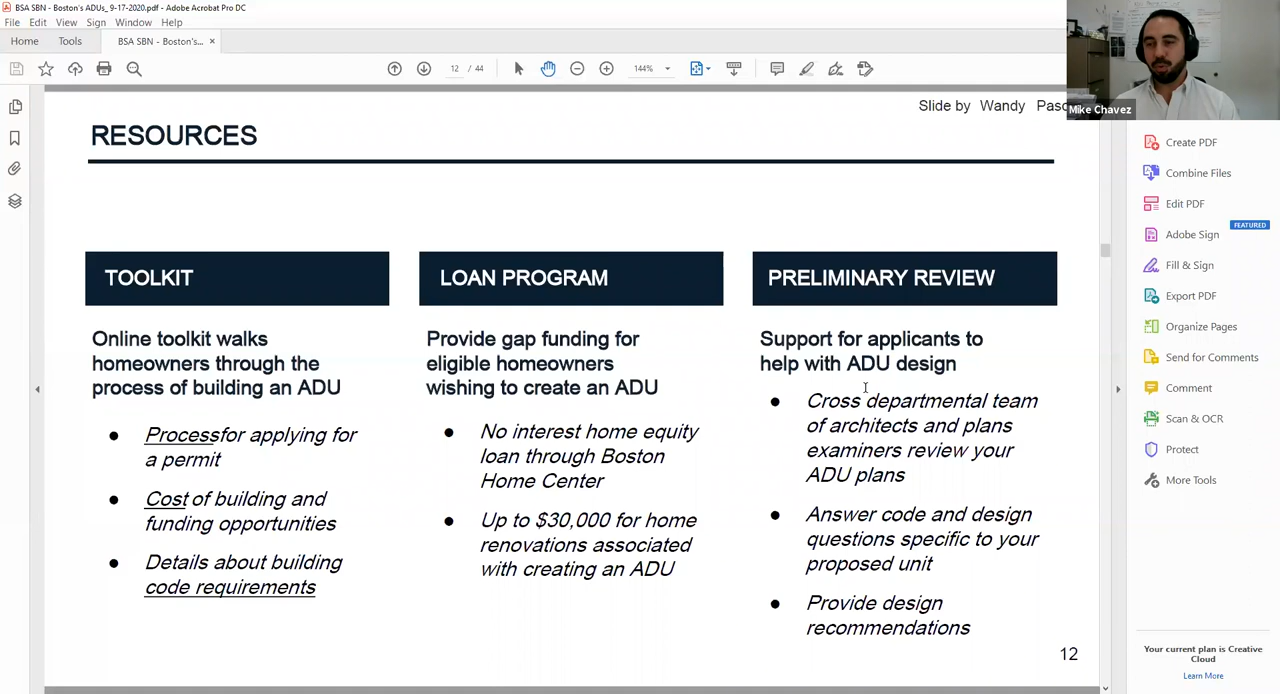 BSA SBN - Boston's ADUs_ 9-17-2020.pdf - Adobe Acrobat Pro DC
File Edit View Sign Window Help
Home Tools BSA SBN - Boston's... ×
12 / 44 144%
Mike Chavez
Slide by Wandy
RESOURCES
TOOLKIT
Online toolkit walks
homeowners through the
process of building an ADU
● Process for applying for
a permit
● Cost of building and
funding opportunities
● Details about building
code requirements
LOAN PROGRAM
Provide gap funding for
eligible homeowners
wishing to create an ADU
● No interest home equity
loan through Boston
Home Center
● Up to $30,000 for home
renovations associated
with creating an ADU
PRELIMINARY REVIEW
Support for applicants to
help with ADU design
● Cross departmental team
of architects and plans
examiners review your
ADU plans
● Answer code and design
questions specific to your
proposed unit
● Provide design
recommendations
12
Create PDF
Combine Files
Edit PDF
FEATURED
Adobe Sign
Fill & Sign
Export PDF
Organize Pages
Send for Comments
Comment
Scan & OCR
Protect
More Tools
Your current plan is Creative
Cloud
Learn More